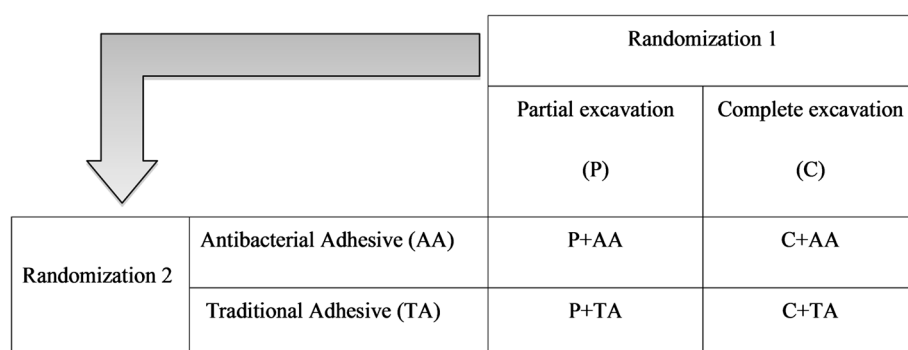 Randomization 1
Partial excavation
(P)
Complete excavation
(C)
Randomization 2
Antibacterial Adhesive (AA)
P+AA
C+AA
Traditional Adhesive (TA)
P+TA
C+TA